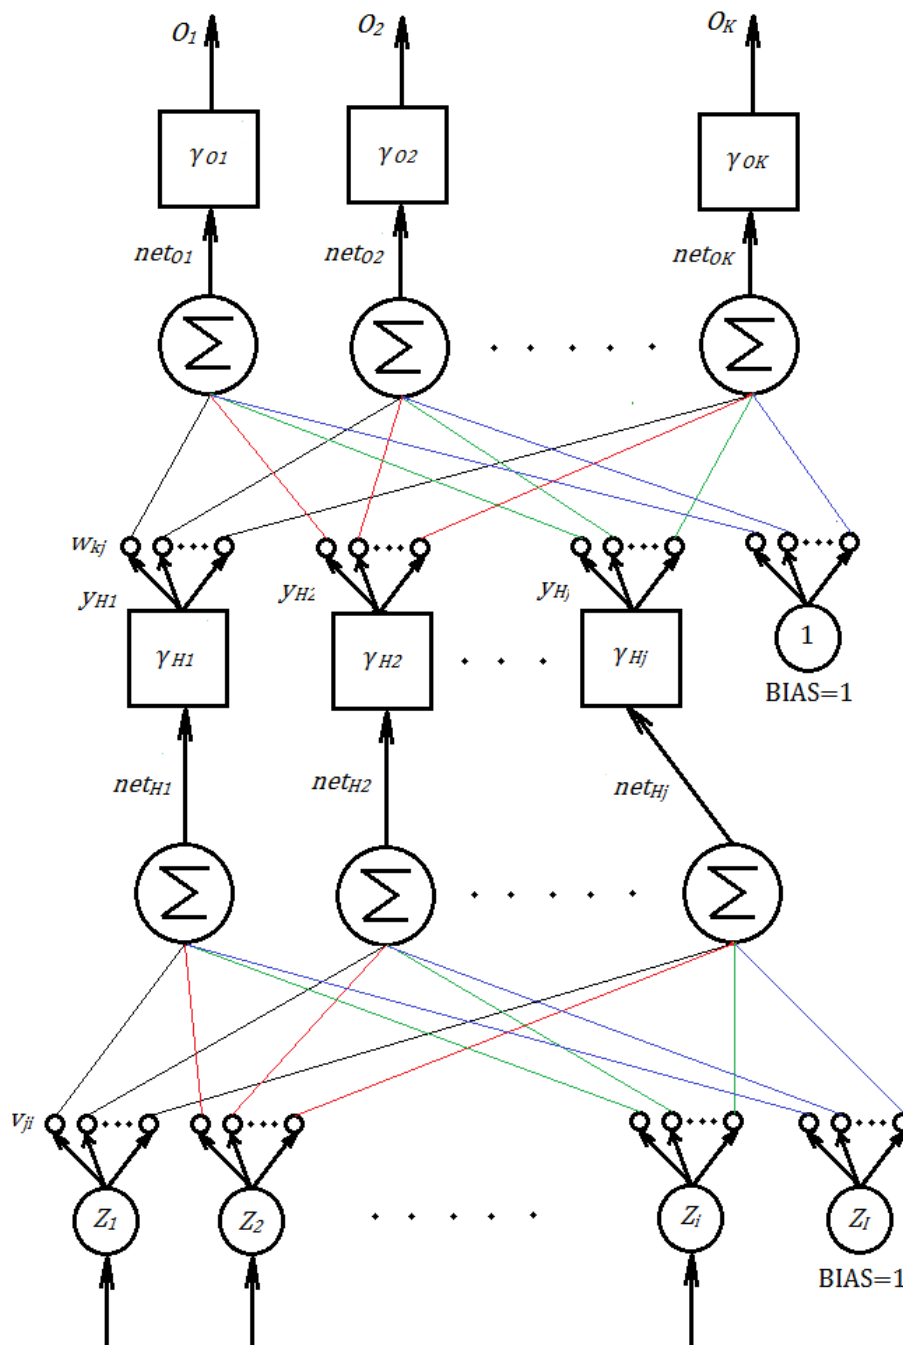 O1 O2 OK
γO1 γO2 γOK
netO1 netO2 netOK
∑ ∑ ∑
wkj
yH1 yH2 yHj
γH1 γH2 γHj 1
BIAS=1
netH1 netH2 netHj
∑ ∑ ∑
vji
Z1 Z2 Zi ZI
BIAS=1